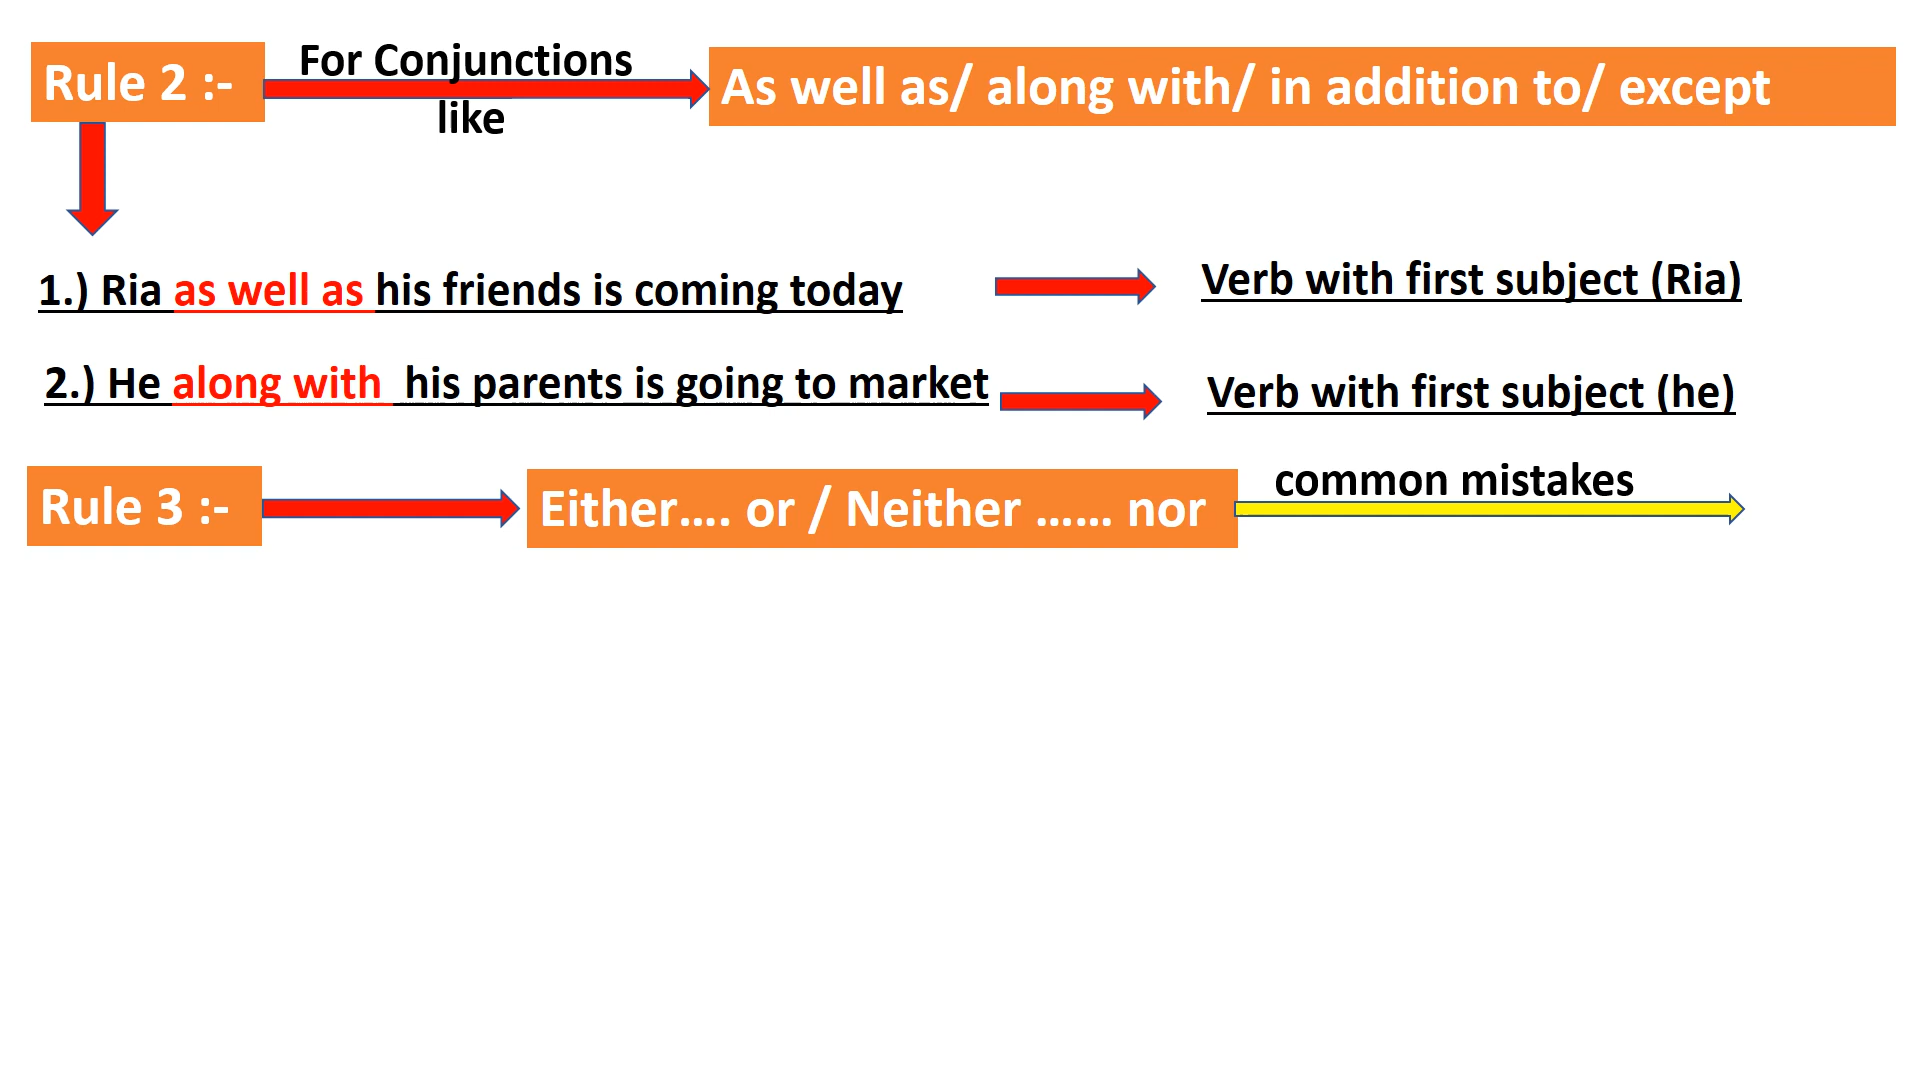 Rule 2 :-
For Conjunctions
like
As well as/ along with/ in addition to/ except
1.) Ria as well as his friends is coming today
Verb with first subject (Ria)
2.) He along with  his parents is going to market
Verb with first subject (he)
Rule 3 :-
Either…. or / Neither …… nor
common mistakes